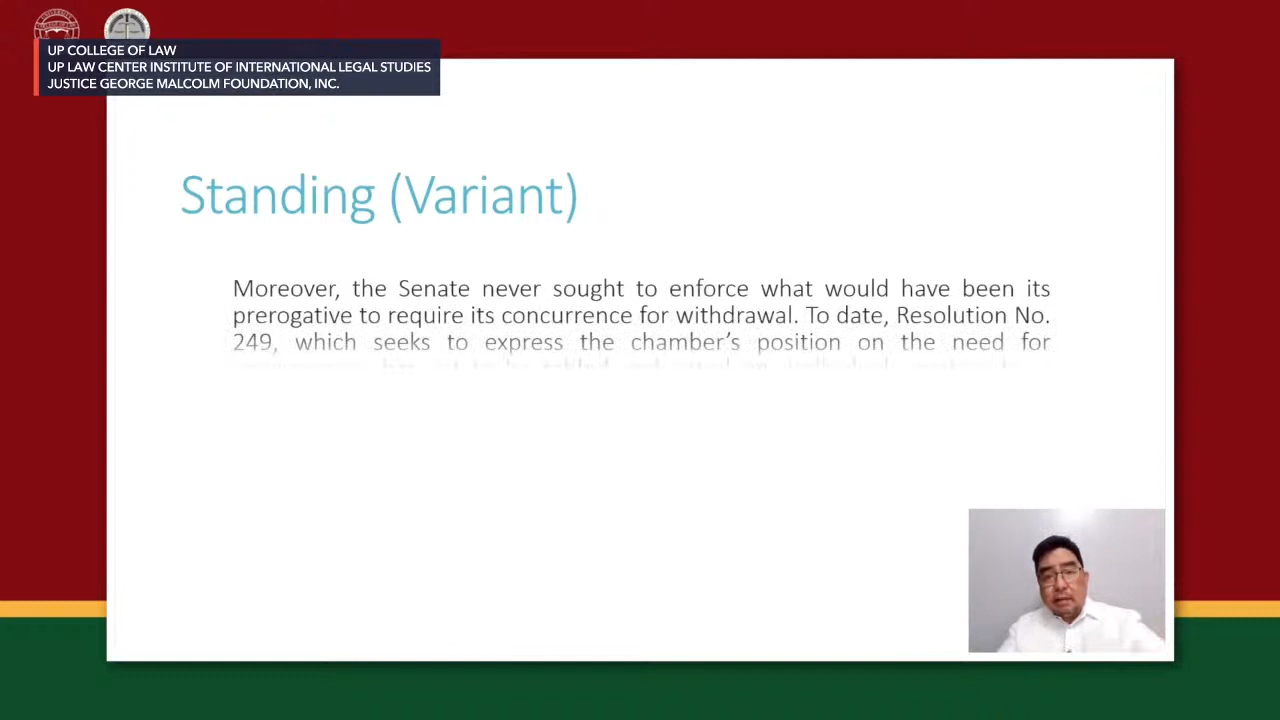 UP COLLEGE OF LAW
UP LAW CENTER INSTITUTE OF INTERNATIONAL LEGAL STUDIES
JUSTICE GEORGE MALCOLM FOUNDATION, INC.
Standing (Variant)
Moreover, the Senate never sought to enforce what would have been its
prerogative to require its concurrence for withdrawal. To date, Resolution No.
249, which seeks to express the chamber's position on the need for